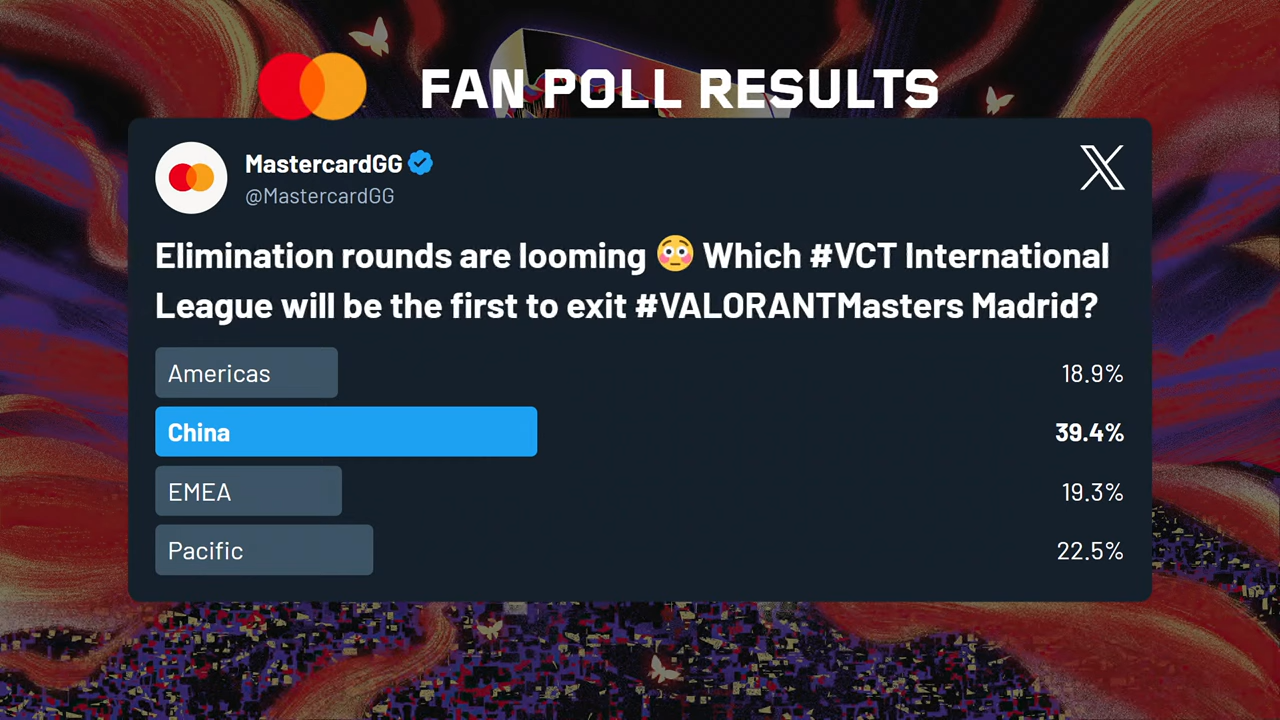 FAN POLL RESULTS
MastercardGG
@MastercardGG
Elimination rounds are looming 😳 Which #VCT International
League will be the first to exit #VALORANTMasters Madrid?
Americas 18.9%
China 39.4%
EMEA 19.3%
Pacific 22.5%